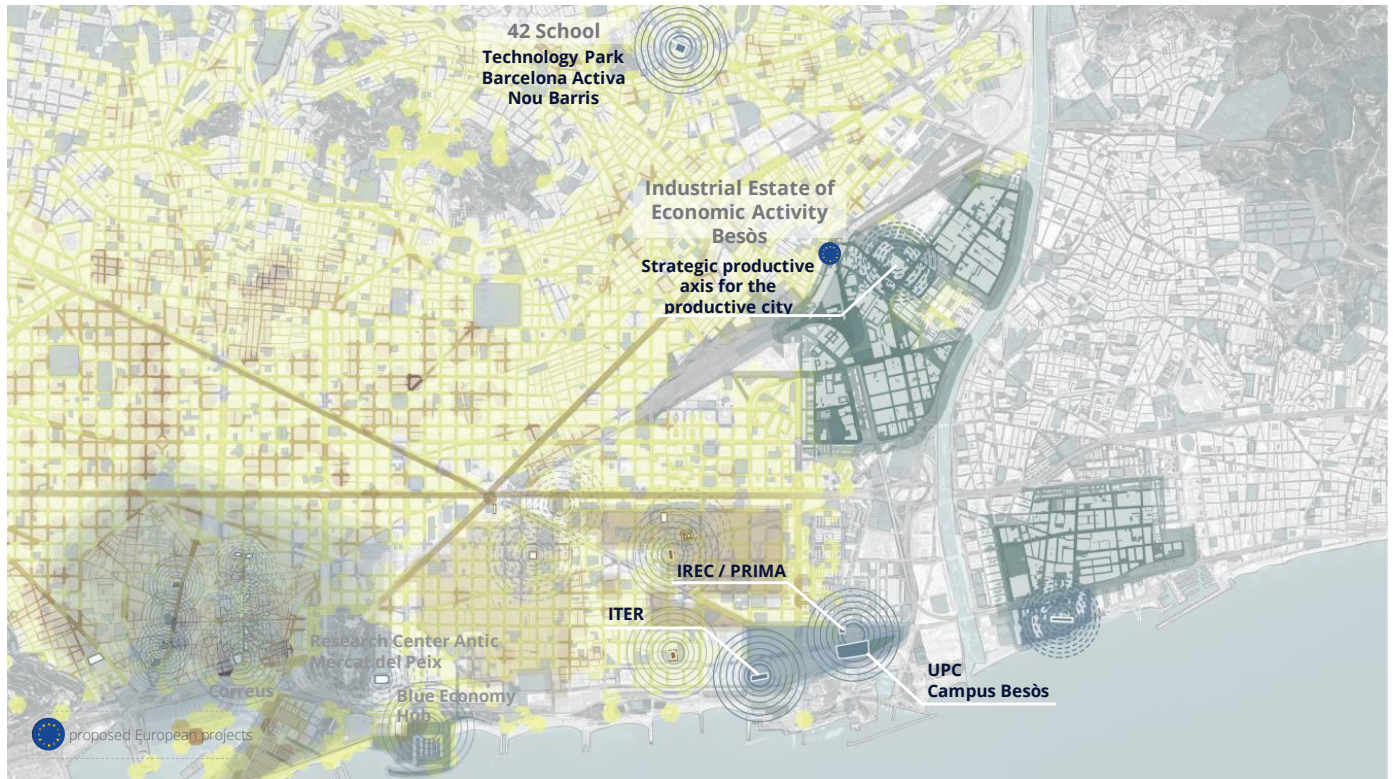 42 School
Technology Park
Barcelona Activa
Nou Barris
Industrial Estate of
Economic Activity
Besòs
Strategic productive
axis for the
productive city
IREC / PRIMA
ITER
Research Center Antic
Mercat del Peix
Correus
Blue Economy
Hub
UPC
Campus Besòs
proposed European projects